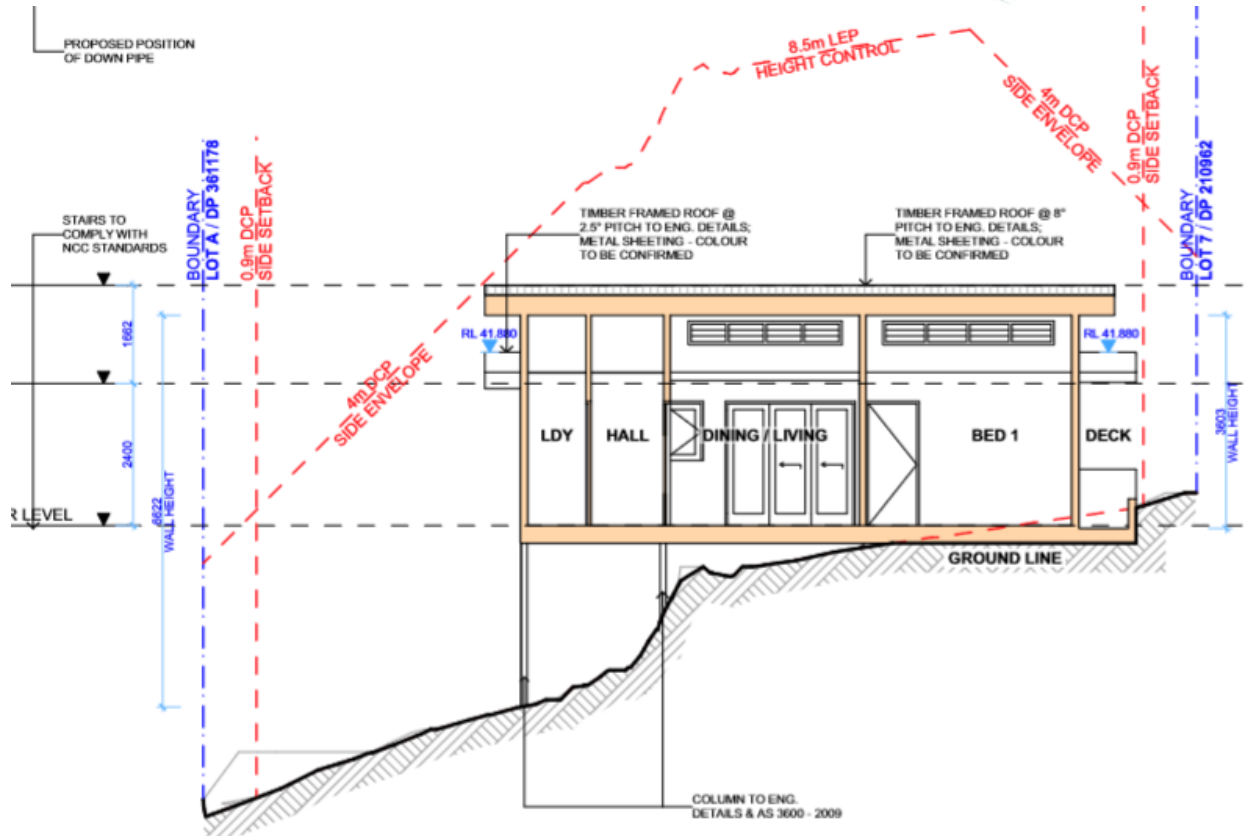 PROPOSED POSITION
OF DOWN PIPE
8.5m LEP
HEIGHT CONTROL
4m DCP
SIDE ENVELOPE
0.9m DCP
SIDE SETBACK
BOUNDARY
LOT 7 / DP 210962
BOUNDARY
LOT A / DP 361178
0.9m DCP
SIDE SETBACK
STAIRS TO
COMPLY WITH
NCC STANDARDS
TIMBER FRAMED ROOF @
2.5° PITCH TO ENG. DETAILS;
METAL SHEETING - COLOUR
TO BE CONFIRMED
TIMBER FRAMED ROOF @ 8°
PITCH TO ENG. DETAILS;
METAL SHEETING - COLOUR
TO BE CONFIRMED
1662
RL 41.880
RL 41.880
4m DCP
SIDE ENVELOPE
2400
LDY
HALL
DINING / LIVING
BED 1
DECK
3603
WALL HEIGHT
6622
WALL HEIGHT
R LEVEL
GROUND LINE
COLUMN TO ENG.
DETAILS & AS 3600 - 2009